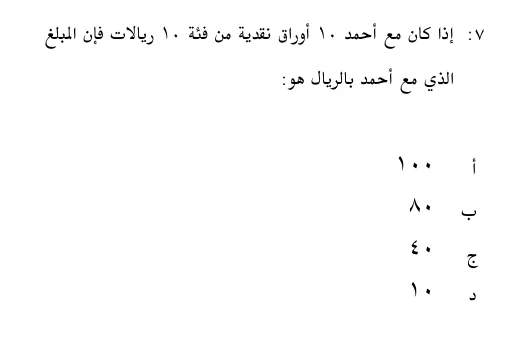 ٧: إذا كان مع أحمد ١٠ أوراق نقدية من فئة ١٠ ريالات فإن المبلغ
الذي مع أحمد بالريال هو:
أ ١٠٠
ب ٨٠
ج ٤٠
د ١٠